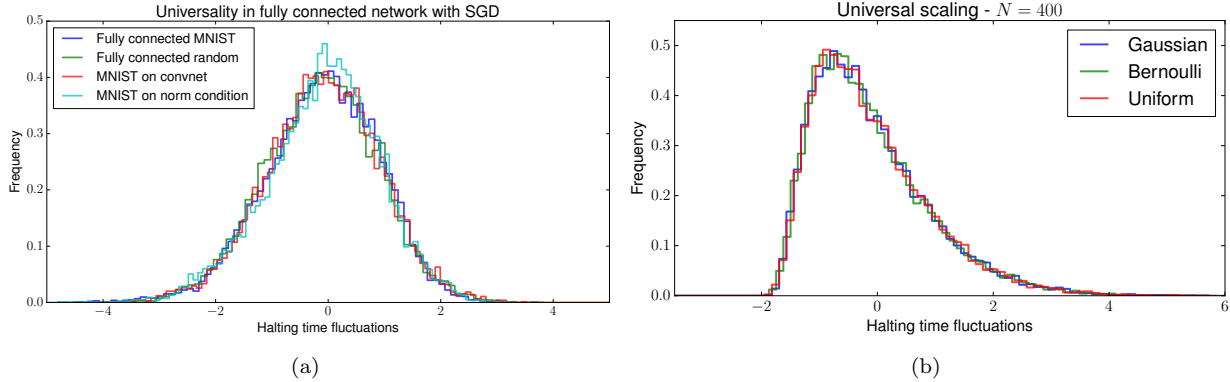 Universality in fully connected network with SGD
0.5
0.4
0.3
0.2
0.1
0.0
Frequency
Fully connected MNIST
Fully connected random
MNIST on convnet
MNIST on norm condition
−4
−2
0
2
4
Halting time fluctuations
(a)
Universal scaling - N = 400
0.5
0.4
0.3
0.2
0.1
0.0
Frequency
Gaussian
Bernoulli
Uniform
−2
0
2
4
6
Halting time fluctuations
(b)